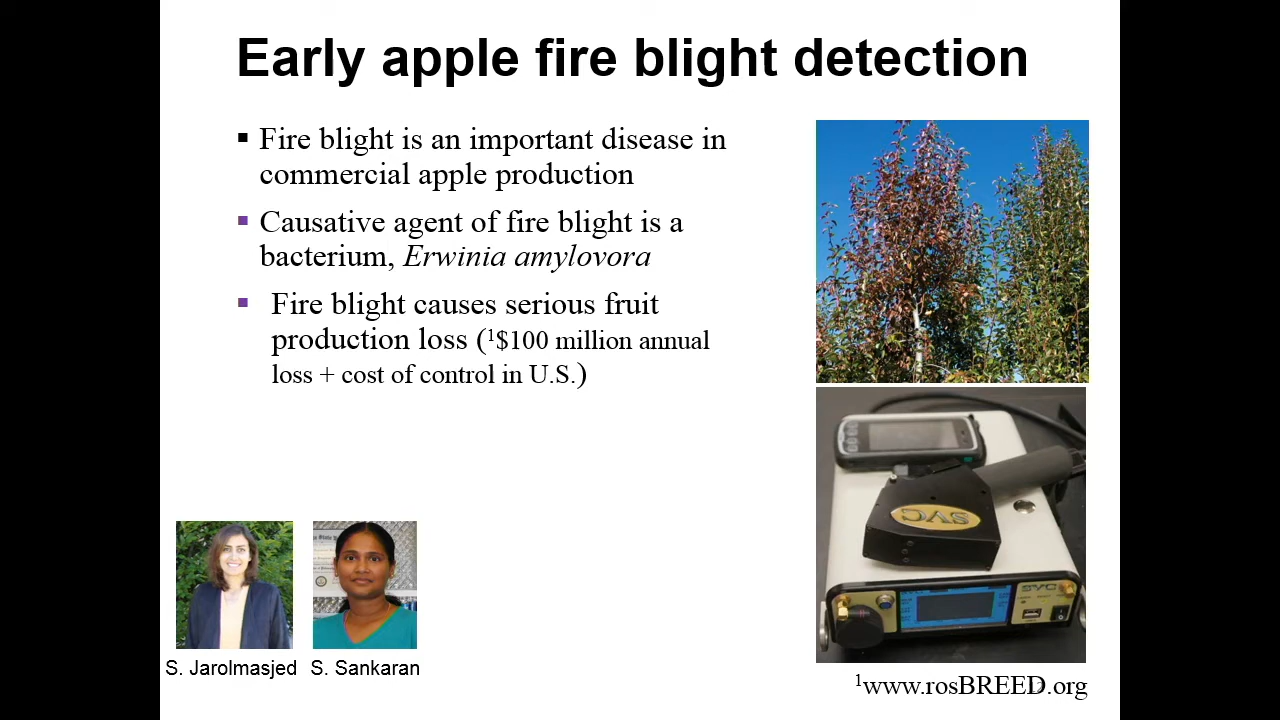 Early apple fire blight detection
▪ Fire blight is an important disease in
commercial apple production
▪ Causative agent of fire blight is a
bacterium, Erwinia amylovora
▪ Fire blight causes serious fruit
production loss (¹$100 million annual
loss + cost of control in U.S.)
SVC
SVC
S. Jarolmasjed
S. Sankaran
¹www.rosBREED.org